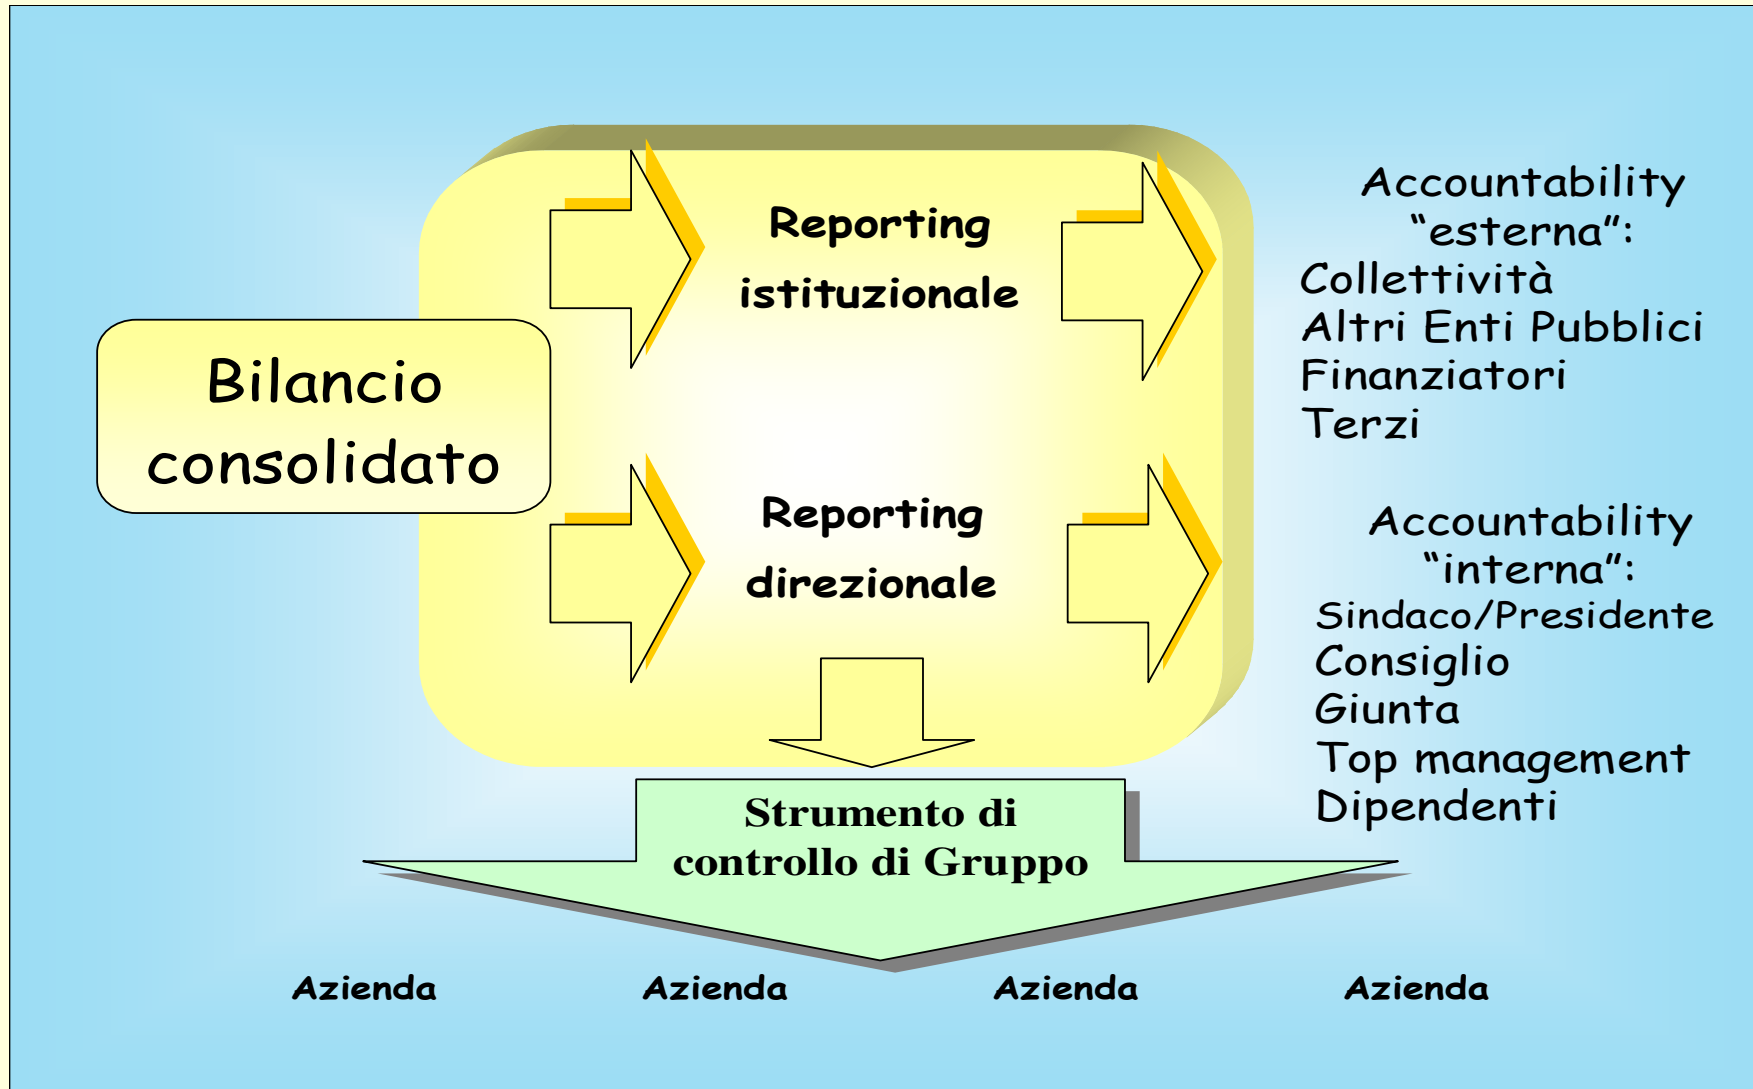 Bilancio
consolidato
Reporting
istituzionale
Reporting
direzionale
Accountability
“esterna”:
Collettività
Altri Enti Pubblici
Finanziatori
Terzi
Accountability
“interna”:
Sindaco/Presidente
Consiglio
Giunta
Top management
Dipendenti
Strumento di
controllo di Gruppo
Azienda Azienda Azienda Azienda